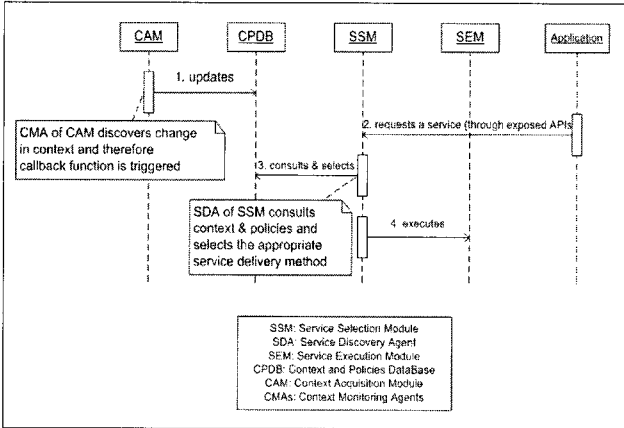 CAM
CPDB
SSM
SEM
Application
1. updates
2. requests a service (through exposed APIs
CMA of CAM discovers change
in context and therefore
callback function is triggered
3. consults & selects
SDA of SSM consults
context & policies and
selects the appropriate
service delivery method
4. executes
SSM: Service Selection Module
SDA: Service Discovery Agent
SEM: Service Execution Module
CPDB: Context and Policies DataBase
CAM: Context Acquisition Module
CMAs: Context Monitoring Agents